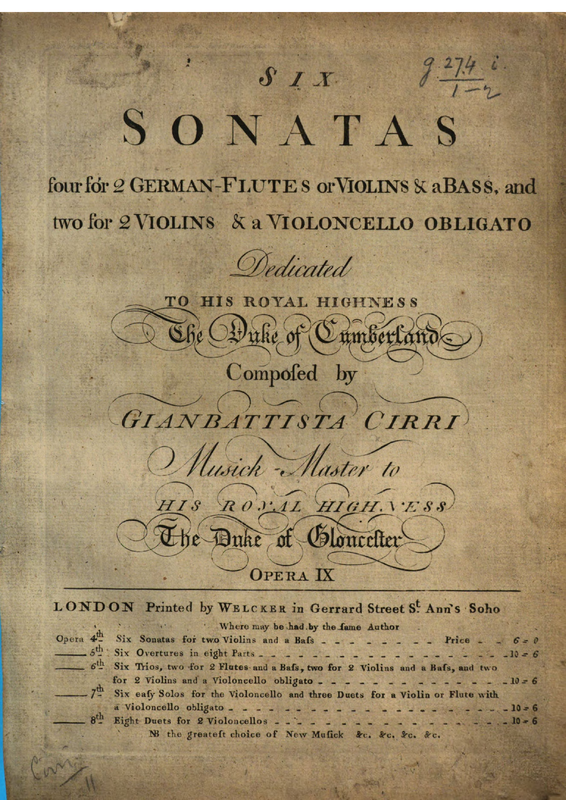 g. 274 i.
1-2
SIX
SONATAS
four for 2 GERMAN-FLUTES or VIOLINS & a BASS, and
two for 2 VIOLINS & a VIOLONCELLO OBLIGATO
Dedicated
TO HIS ROYAL HIGHNESS
The Duke of Cumberland
Compoſed by
GIANBATTISTA CIRRI
Musick-Master to
HIS ROYAL HIGHNESS
The Duke of Gloucester
OPERA IX
LONDON Printed by WELCKER in Gerrard Street St. Ann's Soho
Where may be had by the ſame Author
Opera 4th Six Sonatas for two Violins and a Baſs - - - - - - - - - Price - - 6=0
5th Six Overtures in eight Parts - - - - - - - - - - - - - - - - - - 10=6
6th Six Trios, two for 2 Flutes and a Baſs, two for 2 Violins and a Baſs, and two
for 2 Violins and a Violoncello obligato - - - - - - - - - - - - - - 10=6
7th Six eaſy Solos for the Violoncello and three Duets for a Violin or Flute with
a Violoncello obligato - - - - - - - - - - - - - - - - - - - - - 10=6
8th Eight Duets for 2 Violoncellos - - - - - - - - - - - - - - - - - 10=6
NB the greateſt choice of New Muſick &c. &c. &c. &c.